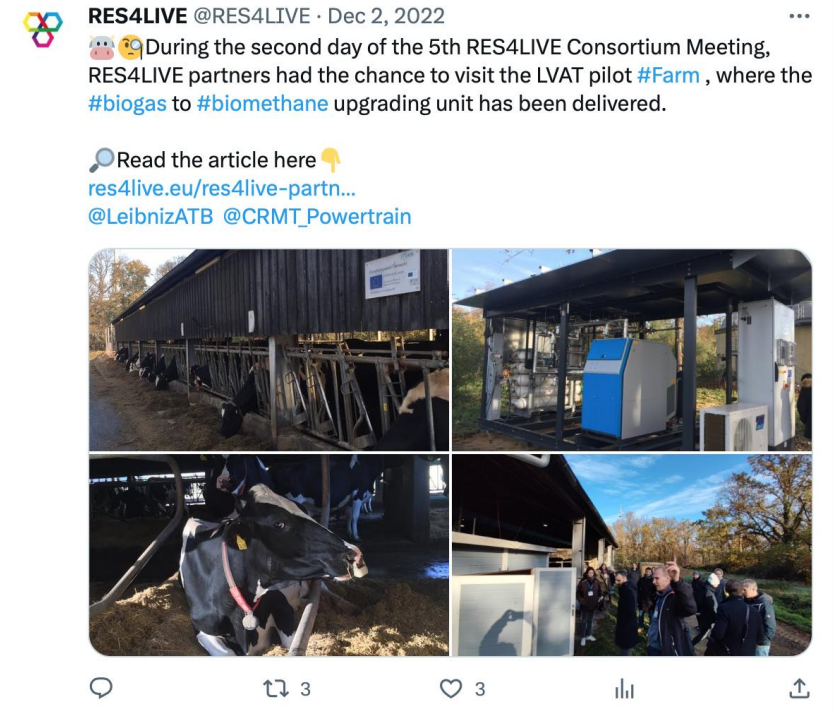 RES4LIVE @RES4LIVE · Dec 2, 2022
🐮🧐During the second day of the 5th RES4LIVE Consortium Meeting,
RES4LIVE partners had the chance to visit the LVAT pilot #Farm , where the
#biogas to #biomethane upgrading unit has been delivered.
🔎Read the article here👇
res4live.eu/res4live-partn...
@LeibnizATB @CRMT_Powertrain
3
3